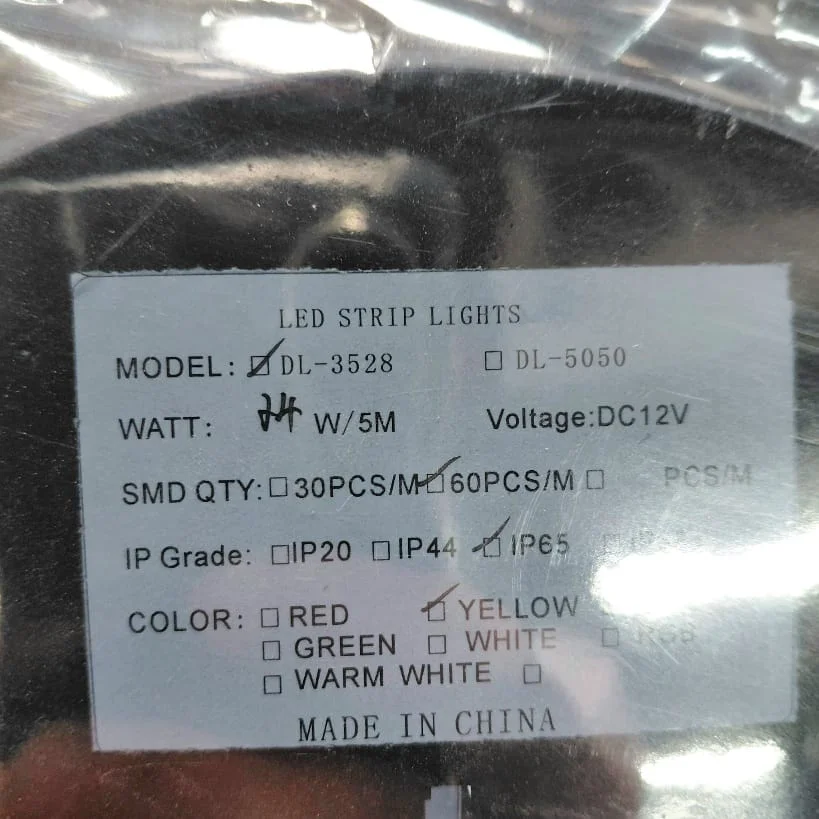 LED STRIP LIGHTS
MODEL: ☑ DL-3528 ☐ DL-5050
WATT: 24 W/5M Voltage:DC12V
SMD QTY: ☐ 30PCS/M ☑ 60PCS/M ☐ PCS/M
IP Grade: ☐ IP20 ☐ IP44 ☑ IP65 ☐
COLOR: ☐ RED ☑ YELLOW
☐ GREEN ☐ WHITE ☐ RGB
☐ WARM WHITE ☐
MADE IN CHINA